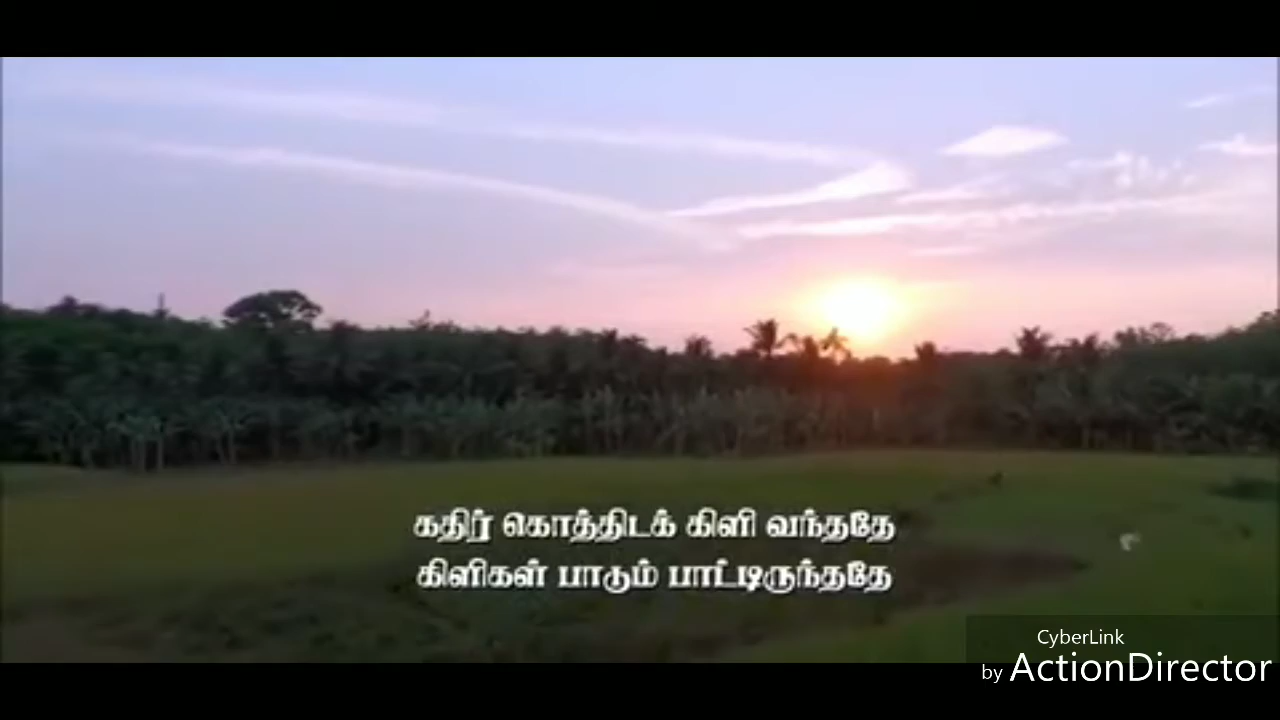 கதிர் கொத்திடக் கிளி வந்ததே
கிளிகள் பாடும் பாட்டிருந்ததே
CyberLink
by ActionDirector